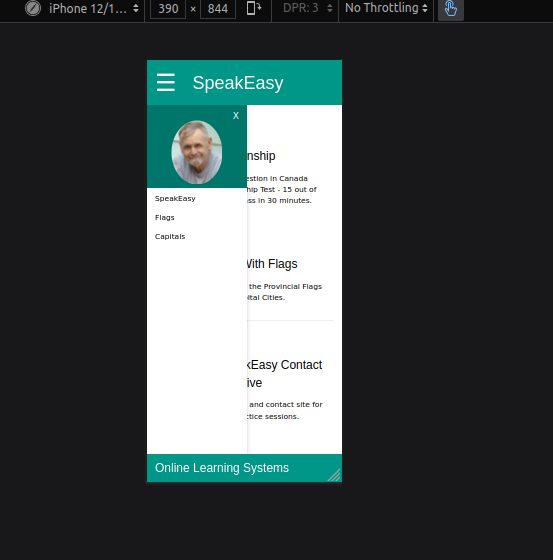 iPhone 12/1...
390 × 844
DPR: 3
No Throttling
SpeakEasy
X
SpeakEasy
Flags
Capitals
nship
estion in Canada
hip Test - 15 out of
ass in 30 minutes.
With Flags
the Provincial Flags
ital Cities.
kEasy Contact
ive
and contact site for
ctice sessions.
Online Learning Systems